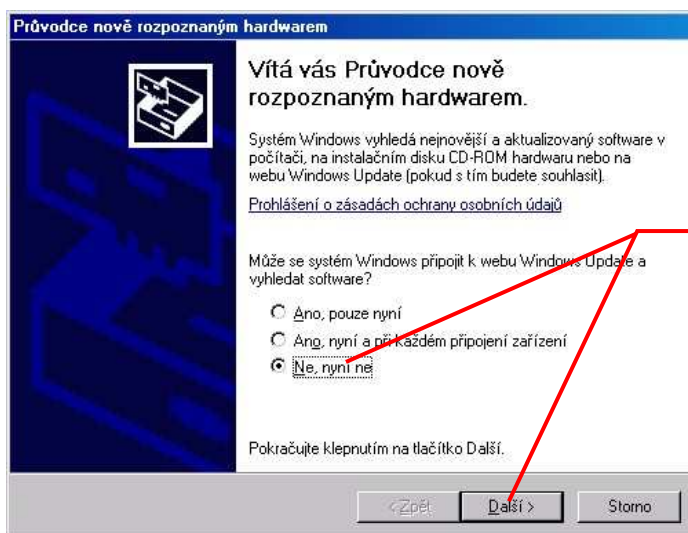 Průvodce nově rozpoznaným hardwarem
Vítá vás Průvodce nově
rozpoznaným hardwarem.
Systém Windows vyhledá nejnovější a aktualizovaný software v
počítači, na instalačním disku CD-ROM hardwaru nebo na
webu Windows Update (pokud s tím budete souhlasit).
Prohlášení o zásadách ochrany osobních údajů
Může se systém Windows připojit k webu Windows Update a
vyhledat software?
Ano, pouze nyní
Ano, nyní a při každém připojení zařízení
Ne, nyní ne
Pokračujte klepnutím na tlačítko Další.
< Zpět Další > Storno